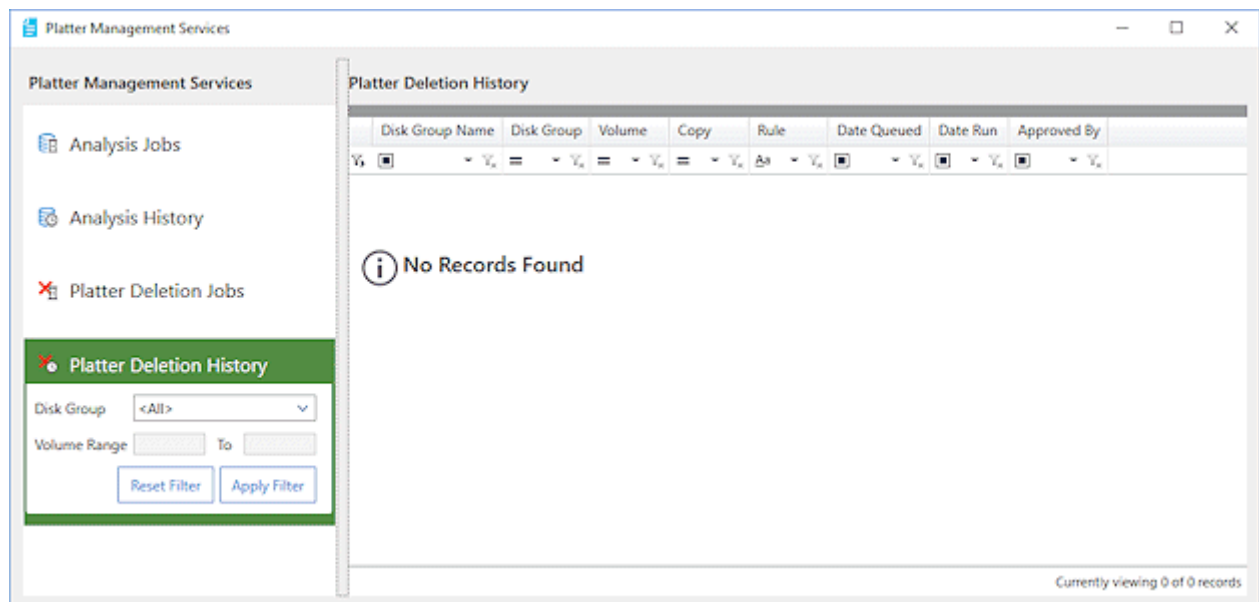 Platter Management Services
Platter Management Services
Analysis Jobs
Analysis History
Platter Deletion Jobs
Platter Deletion History
Disk Group <All>
Volume Range To
Reset Filter Apply Filter
Platter Deletion History
Disk Group Name Disk Group Volume Copy Rule Date Queued Date Run Approved By
= = = Aa
No Records Found
Currently viewing 0 of 0 records